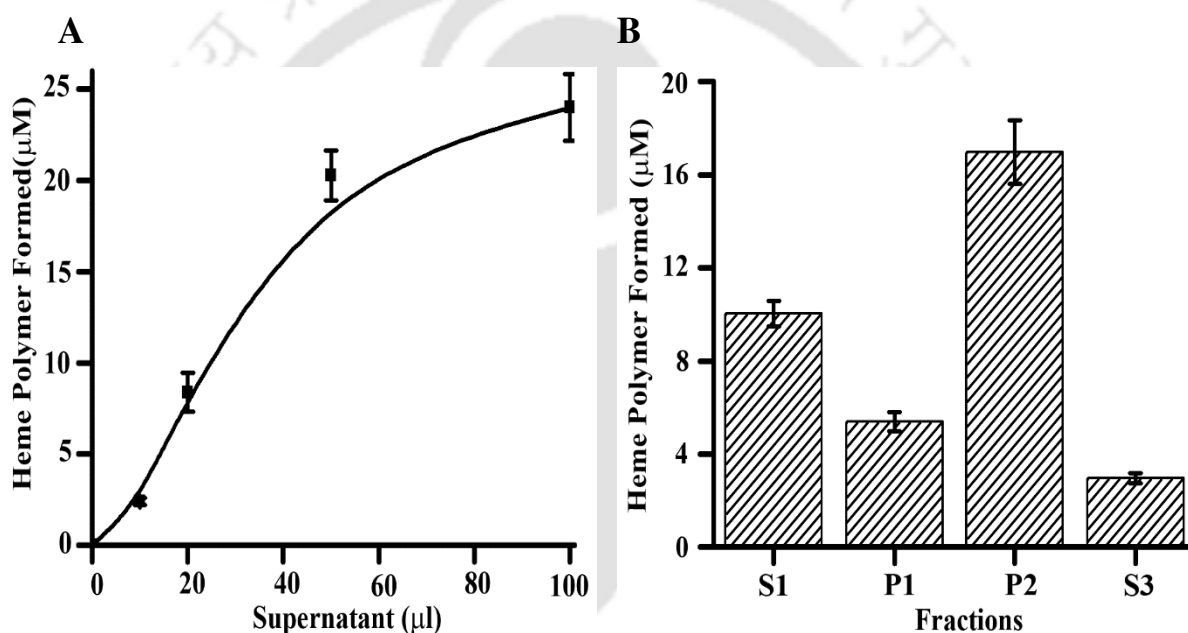 A
B
Heme Polymer Formed(μM)
25
20
15
10
5
0
0 20 40 60 80 100
Supernatant (μl)
Heme Polymer Formed (μM)
20
16
12
8
4
0
S1 P1 P2 S3
Fractions